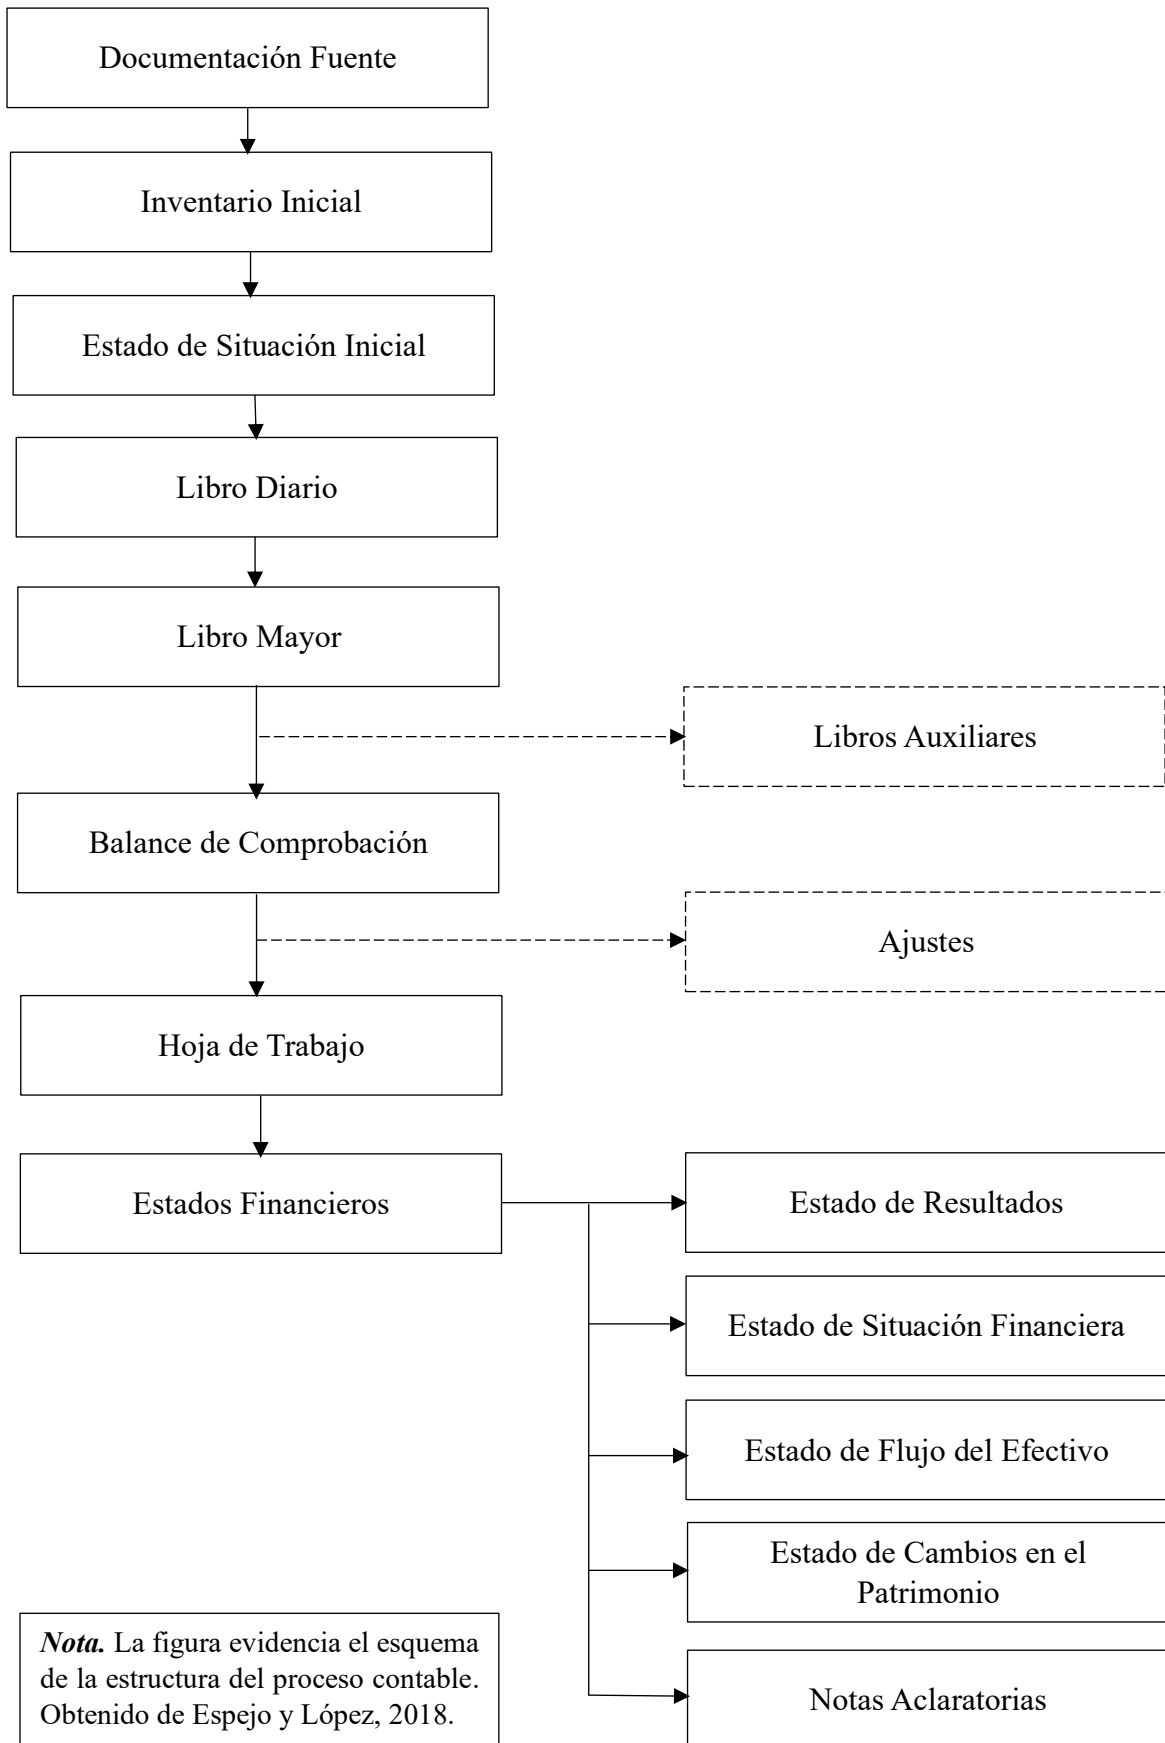 Documentación Fuente
Inventario Inicial
Estado de Situación Inicial
Libro Diario
Libro Mayor
Libros Auxiliares
Balance de Comprobación
Ajustes
Hoja de Trabajo
Estados Financieros
Estado de Resultados
Estado de Situación Financiera
Estado de Flujo del Efectivo
Estado de Cambios en el
Patrimonio
Notas Aclaratorias
Nota. La figura evidencia el esquema
de la estructura del proceso contable.
Obtenido de Espejo y López, 2018.